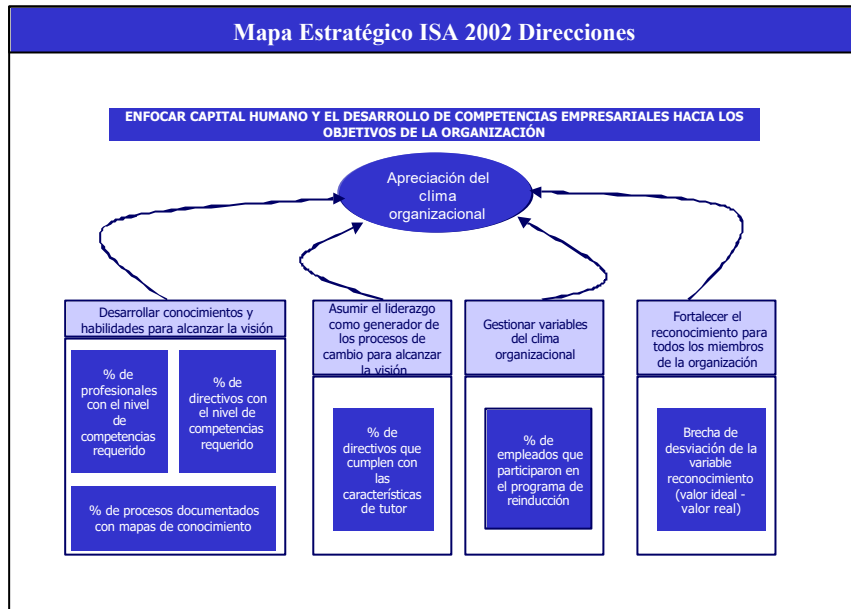 Mapa Estratégico ISA 2002 Direcciones
ENFOCAR CAPITAL HUMANO Y EL DESARROLLO DE COMPETENCIAS EMPRESARIALES HACIA LOS
OBJETIVOS DE LA ORGANIZACIÓN
Apreciación del
clima
organizacional
Desarrollar conocimientos y
habilidades para alcanzar la visión
% de
profesionales
con el nivel
de
competencias
requerido
% de
directivos con
el nivel de
competencias
requerido
% de procesos documentados
con mapas de conocimiento
Asumir el liderazgo
como generador de
los procesos de
cambio para alcanzar
la visión
% de
directivos que
cumplen con
las
características
de tutor
Gestionar variables
del clima
organizacional
% de
empleados que
participaron en
el programa de
reinducción
Fortalecer el
reconocimiento para
todos los miembros
de la organización
Brecha de
desviación de la
variable
reconocimiento
(valor ideal -
valor real)